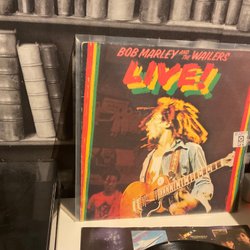 BOB MARLEY AND THE WAILERS
LIVE!